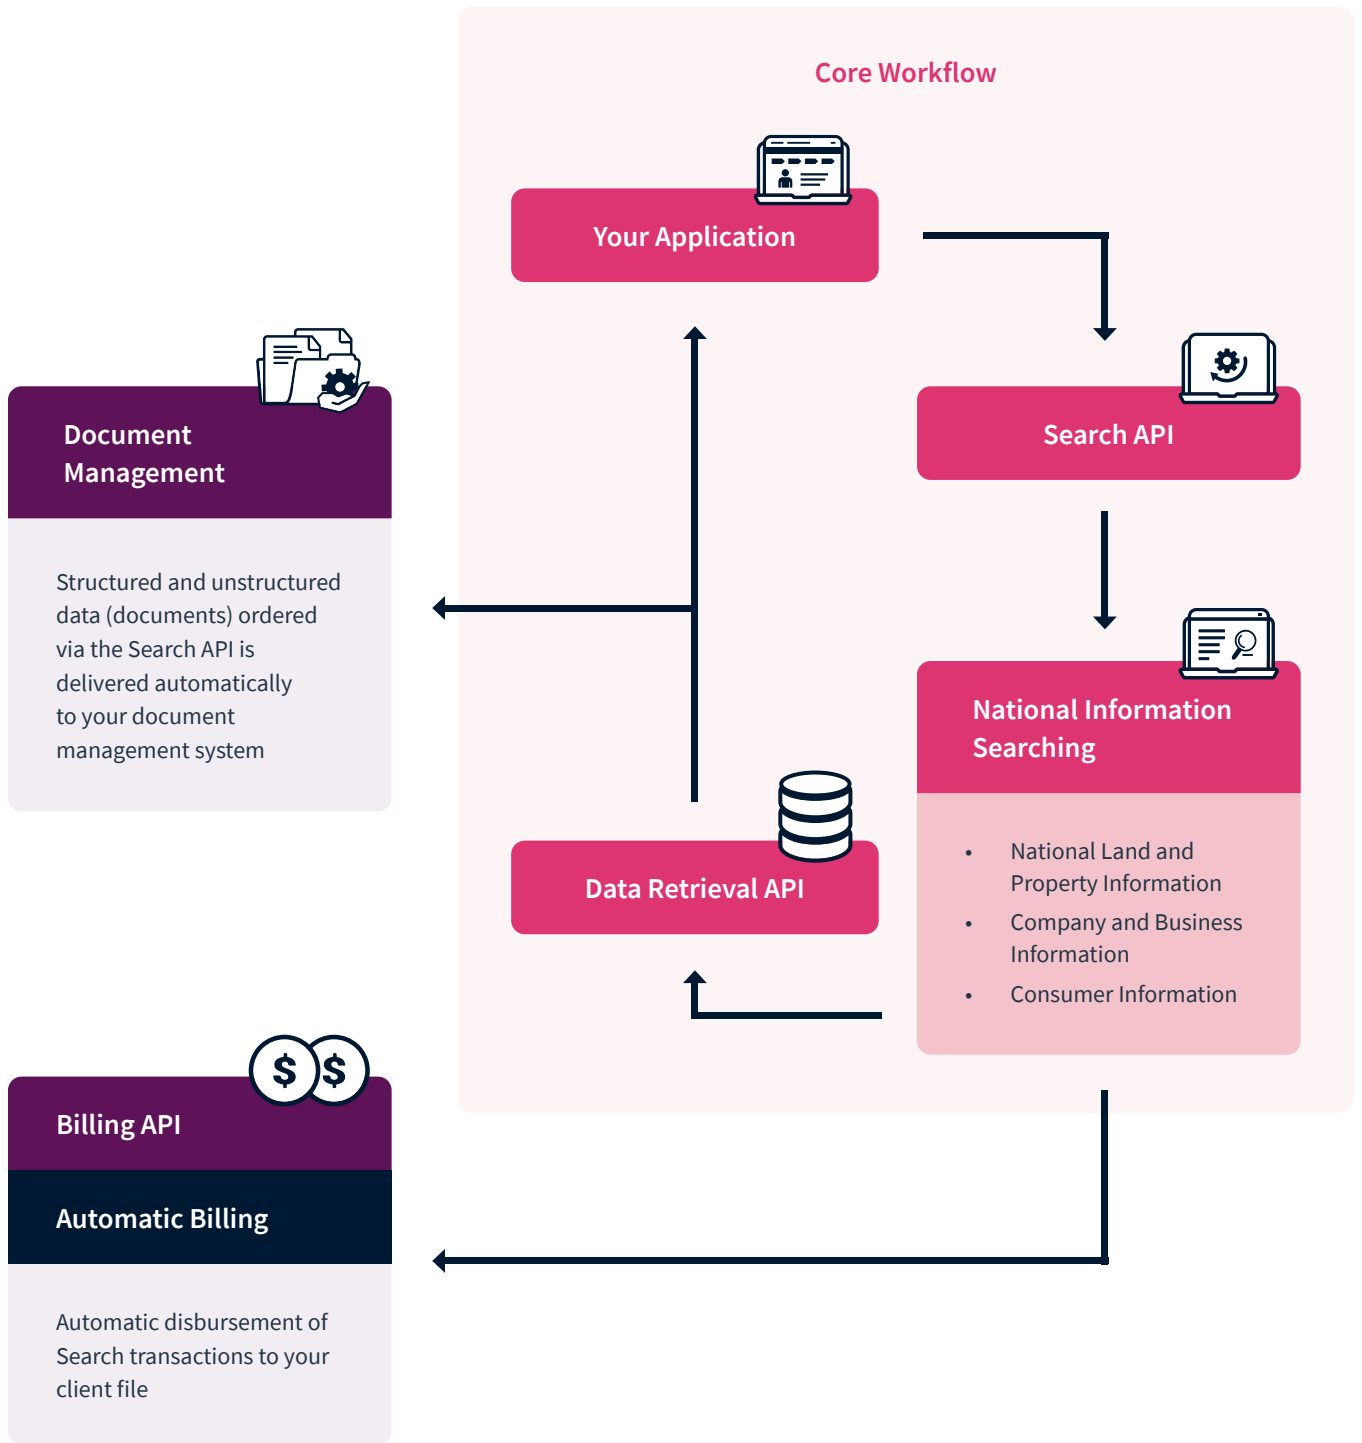 Core Workflow
Your Application
Search API
Document
Management
Structured and unstructured
data (documents) ordered
via the Search API is
delivered automatically
to your document
management system
National Information
Searching
• National Land and
Property Information
• Company and Business
Information
• Consumer Information
Data Retrieval API
$ $
Billing API
Automatic Billing
Automatic disbursement of
Search transactions to your
client file